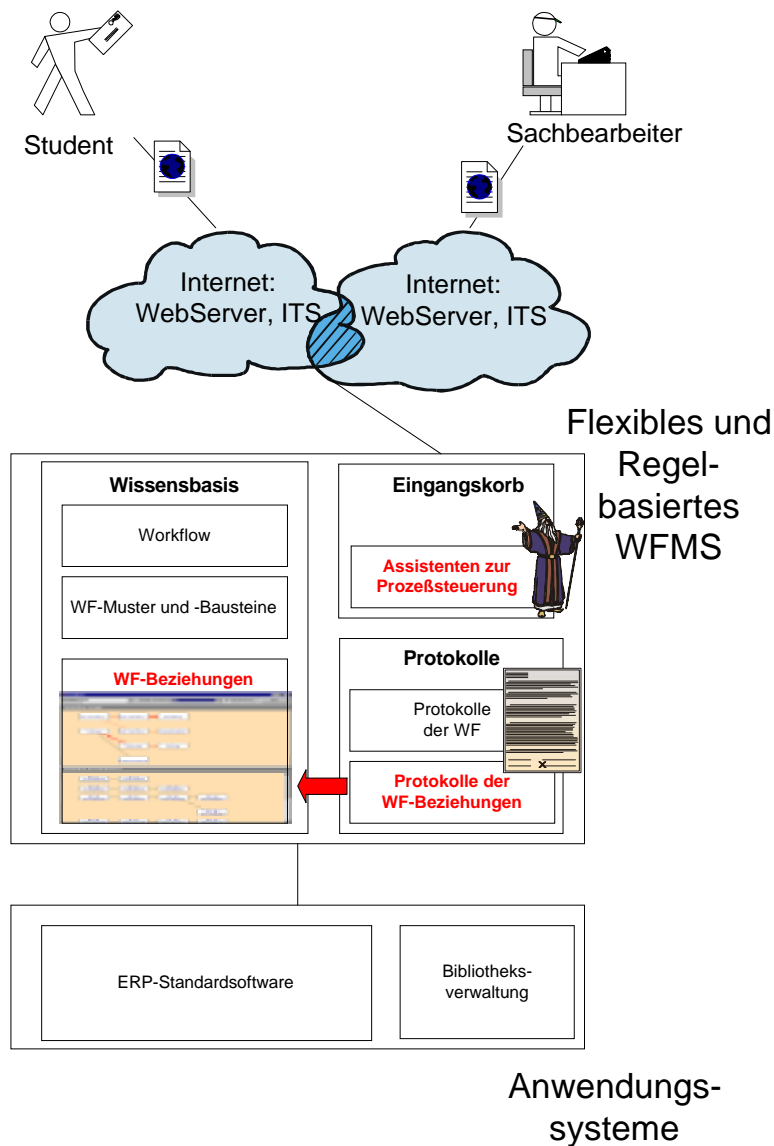 Student
Sachbearbeiter
Internet:
WebServer, ITS
Internet:
WebServer, ITS
Flexibles und
Regel-
basiertes
WFMS
Wissensbasis
Workflow
WF-Muster und -Bausteine
WF-Beziehungen
Eingangskorb
Assistenten zur
Prozeßsteuerung
Protokolle
Protokolle
der WF
Protokolle der
WF-Beziehungen
ERP-Standardsoftware
Bibliotheks-
verwaltung
Anwendungs-
systeme